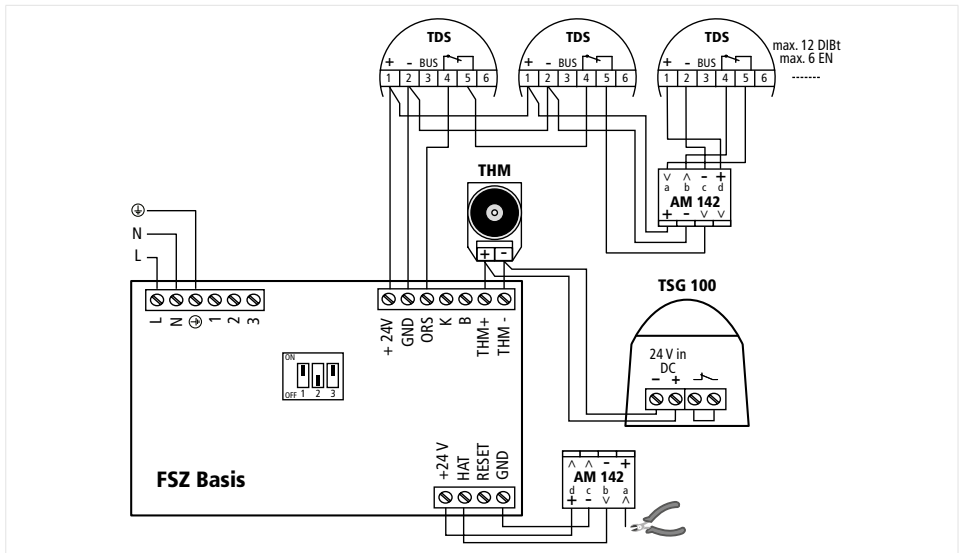 TDS TDS TDS
max. 12 DIBt
max. 6 EN
-------
+ - BUS + - BUS + - BUS
1 2 3 4 5 6 1 2 3 4 5 6 1 2 3 4 5 6
THM
+ -
˅ ˄ - +
a b c d
AM 142
+ - ˅ ˅
N
L
TSG 100
24 V in
DC
- +
L N 1 2 3
+ 24V GND ORS K B THM+ THM -
ON
OFF 1 2 3
FSZ Basis
+24 V HAT RESET GND
˄ ˄ - +
AM 142
d c b a
+ - ˅ ˄